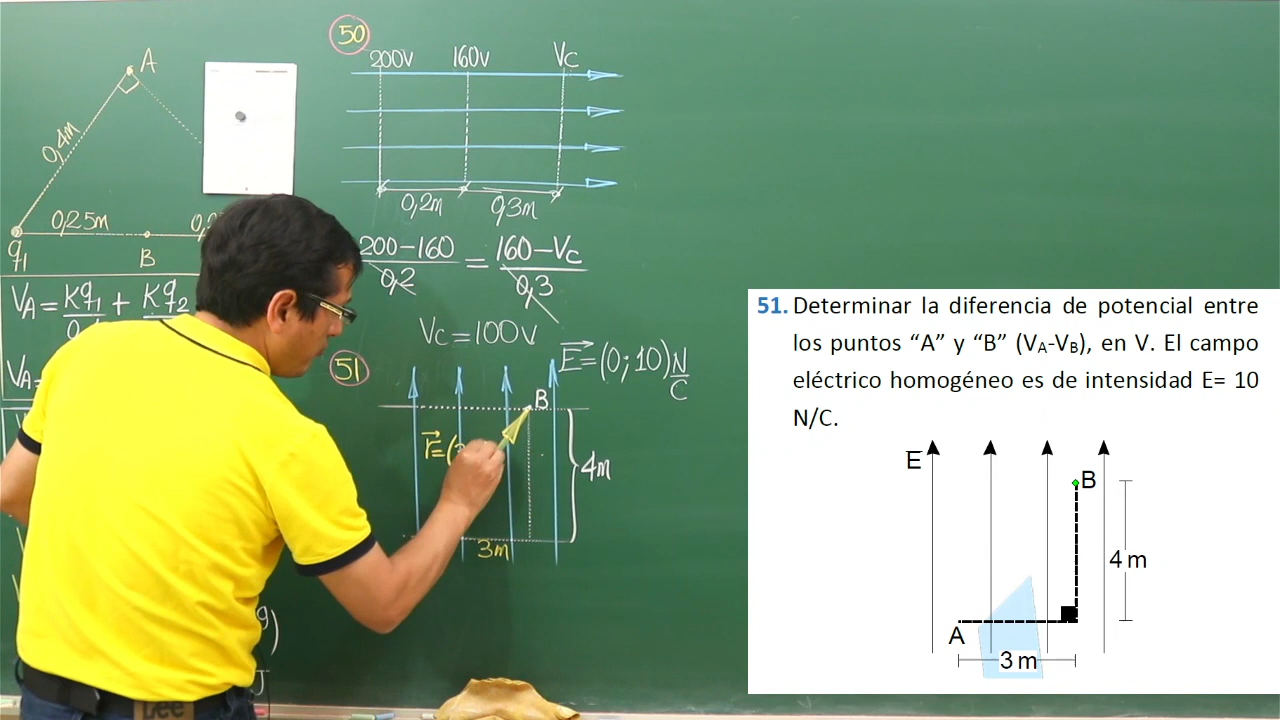 50
200V 160V Vc
A
0,4m
0,2m 0,3m
0,25m
q1 B
200-160/0,2 = 160-Vc/0,3
VA = Kq1/ + Kq2
Vc = 100V
VA=
51
E = (0; 10) N/C
B
r = (
4m
3m
Lee
51. Determinar la diferencia de potencial entre
los puntos “A” y “B” (VA-VB), en V. El campo
eléctrico homogéneo es de intensidad E= 10
N/C.
E
B
4 m
A
3 m